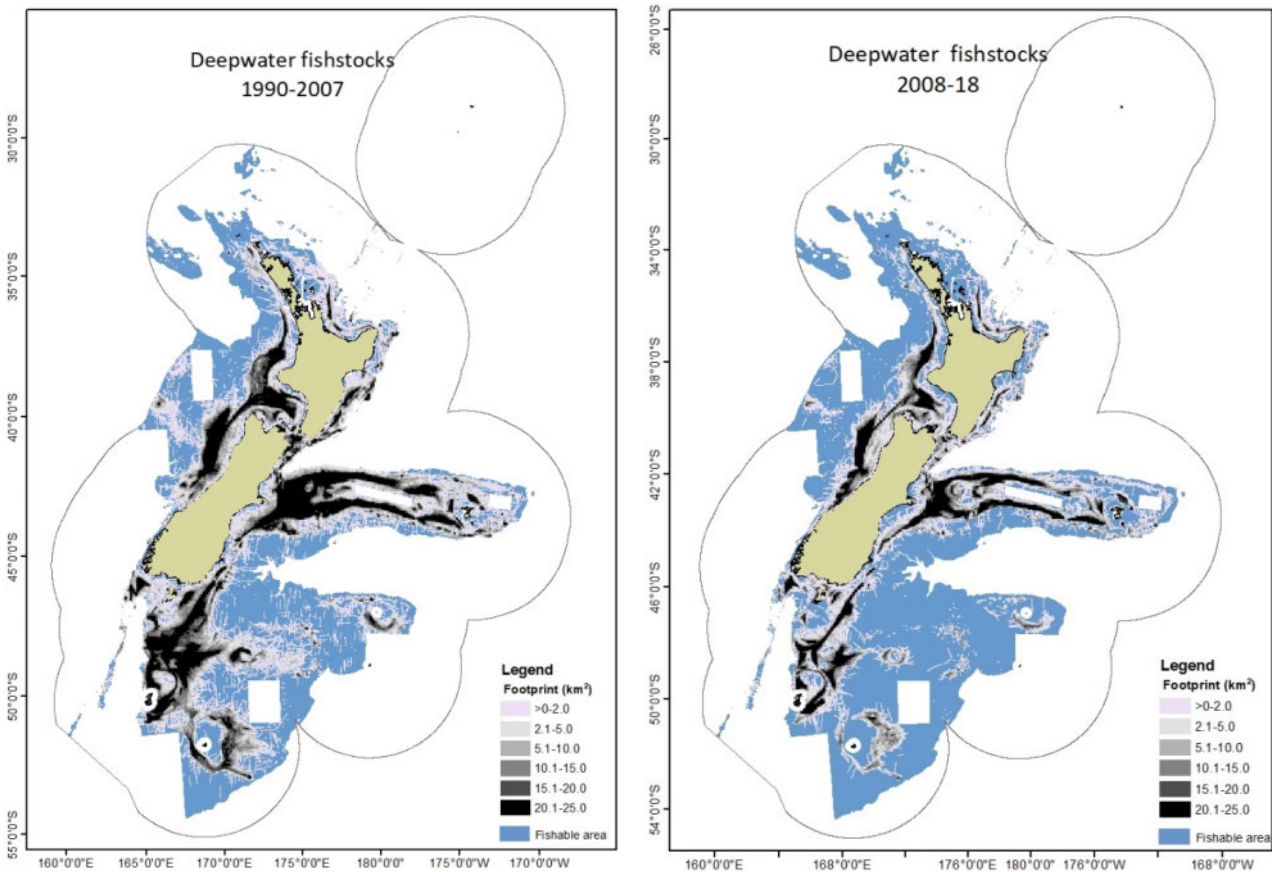 Deepwater fishstocks
1990-2007
30°0'0"S
35°0'0"S
40°0'0"S
45°0'0"S
50°0'0"S
55°0'0"S
Legend
Footprint (km²)
>0-2.0
2.1-5.0
5.1-10.0
10.1-15.0
15.1-20.0
20.1-25.0
Fishable area
160°0'0"E
165°0'0"E
170°0'0"E
175°0'0"E
180°0'0"
175°0'0"W
170°0'0"W
Deepwater fishstocks
2008-18
26°0'0"S
30°0'0"S
34°0'0"S
38°0'0"S
42°0'0"S
46°0'0"S
50°0'0"S
54°0'0"S
Legend
Footprint (km²)
>0-2.0
2.1-5.0
5.1-10.0
10.1-15.0
15.1-20.0
20.1-25.0
Fishable area
160°0'0"E
168°0'0"E
176°0'0"E
180°0'0"
176°0'0"W
168°0'0"W